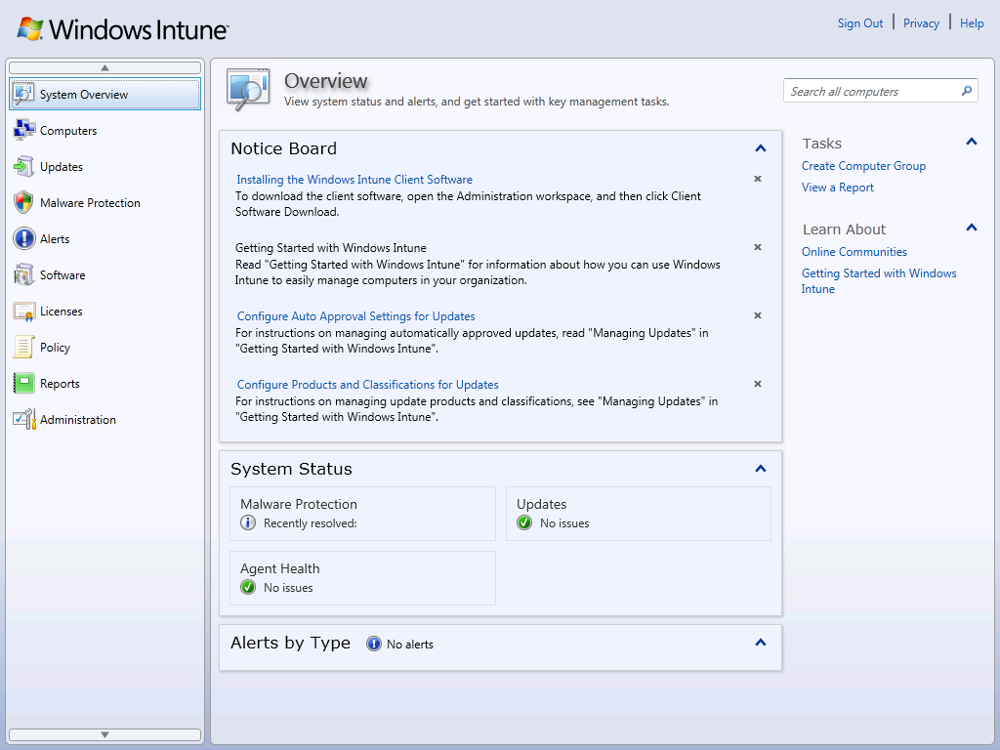 Windows Intune™
Sign Out | Privacy | Help
System Overview
Computers
Updates
Malware Protection
Alerts
Software
Licenses
Policy
Reports
Administration
Overview
View system status and alerts, and get started with key management tasks.
Search all computers
Notice Board
Installing the Windows Intune Client Software
To download the client software, open the Administration workspace, and then click Client
Software Download.
Getting Started with Windows Intune
Read "Getting Started with Windows Intune" for information about how you can use Windows
Intune to easily manage computers in your organization.
Configure Auto Approval Settings for Updates
For instructions on managing automatically approved updates, read "Managing Updates" in
"Getting Started with Windows Intune".
Configure Products and Classifications for Updates
For instructions on managing update products and classifications, see "Managing Updates" in
"Getting Started with Windows Intune".
System Status
Malware Protection
Recently resolved:
Updates
No issues
Agent Health
No issues
Alerts by Type
No alerts
Tasks
Create Computer Group
View a Report
Learn About
Online Communities
Getting Started with Windows
Intune